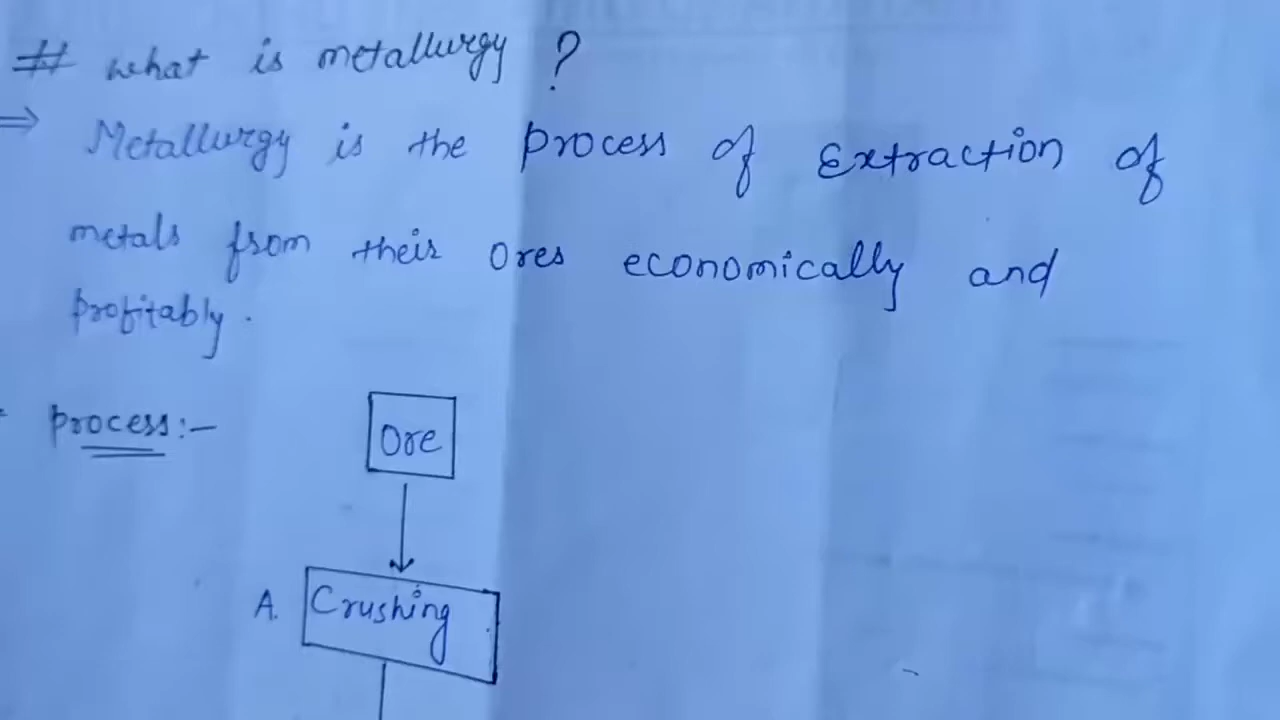 # what is metallurgy ?
⇒ Metallurgy is the process of Extraction of
metals from their Ores economically and
profitably.
process:-
Ore
A. Crushing